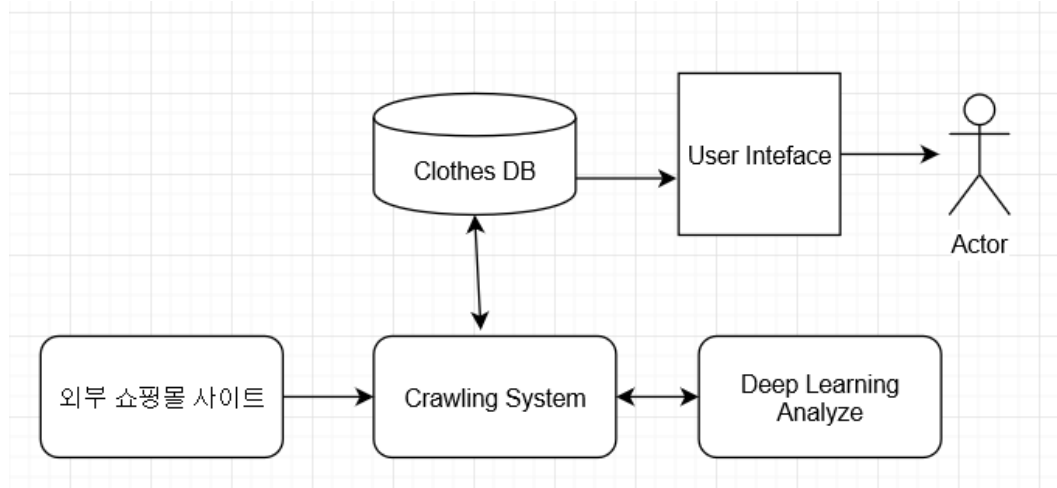 Clothes DB
User Inteface
Actor
외부 쇼핑몰 사이트
Crawling System
Deep Learning
Analyze